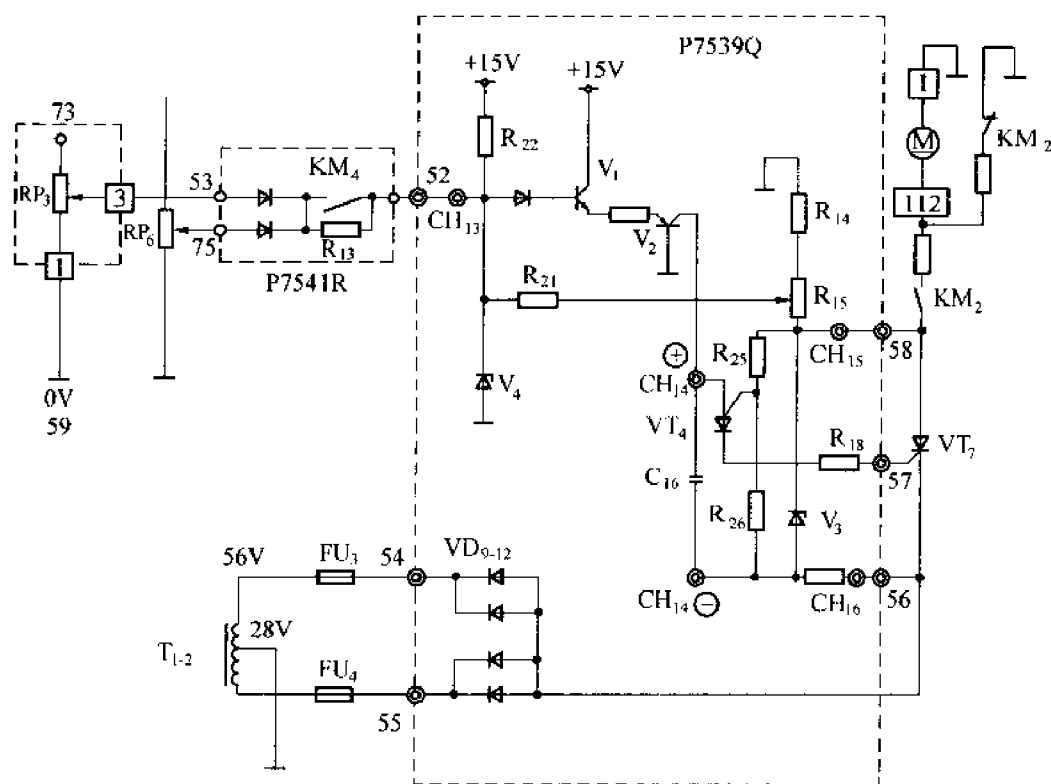 P7539Q
+15V
+15V
1
73
KM₂
R₂₂
M
KM₄
V₁
RP₃
3
53
52
CH₁₃
112
RP₆
R₁₄
75
R₁₃
V₂
P7541R
R₂₁
R₁₅
KM₂
1
R₂₅
CH₁₅
58
+
CH₁₄
V₄
0V
59
VT₄
R₁₈
VT₇
57
C₁₆
R₂₆
V₃
56V
FU₃
54
VD₉₋₁₂
CH₁₄
−
CH₁₆
56
28V
T₁₋₂
FU₄
55